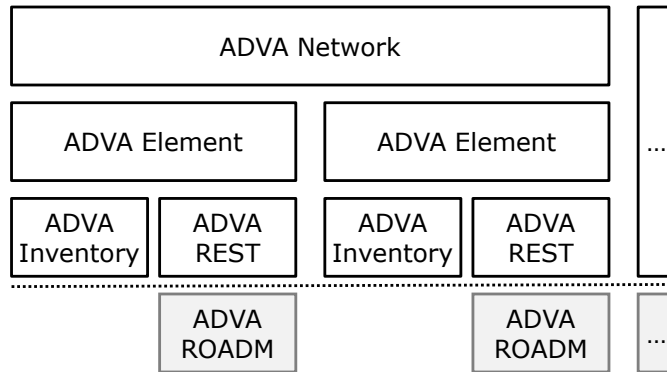 ADVA Network
ADVA Element
ADVA Element
...
ADVA
Inventory
ADVA
REST
ADVA
Inventory
ADVA
REST
ADVA
ROADM
ADVA
ROADM
...